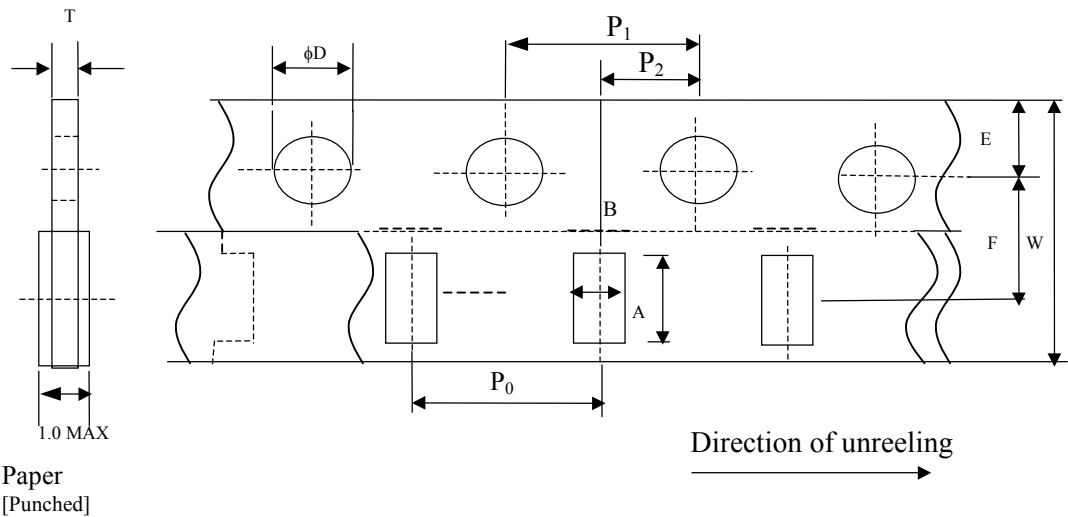 T
ϕD
P₁
P₂
E
B
F
W
A
P₀
1.0 MAX
Direction of unreeling
Paper
[Punched]